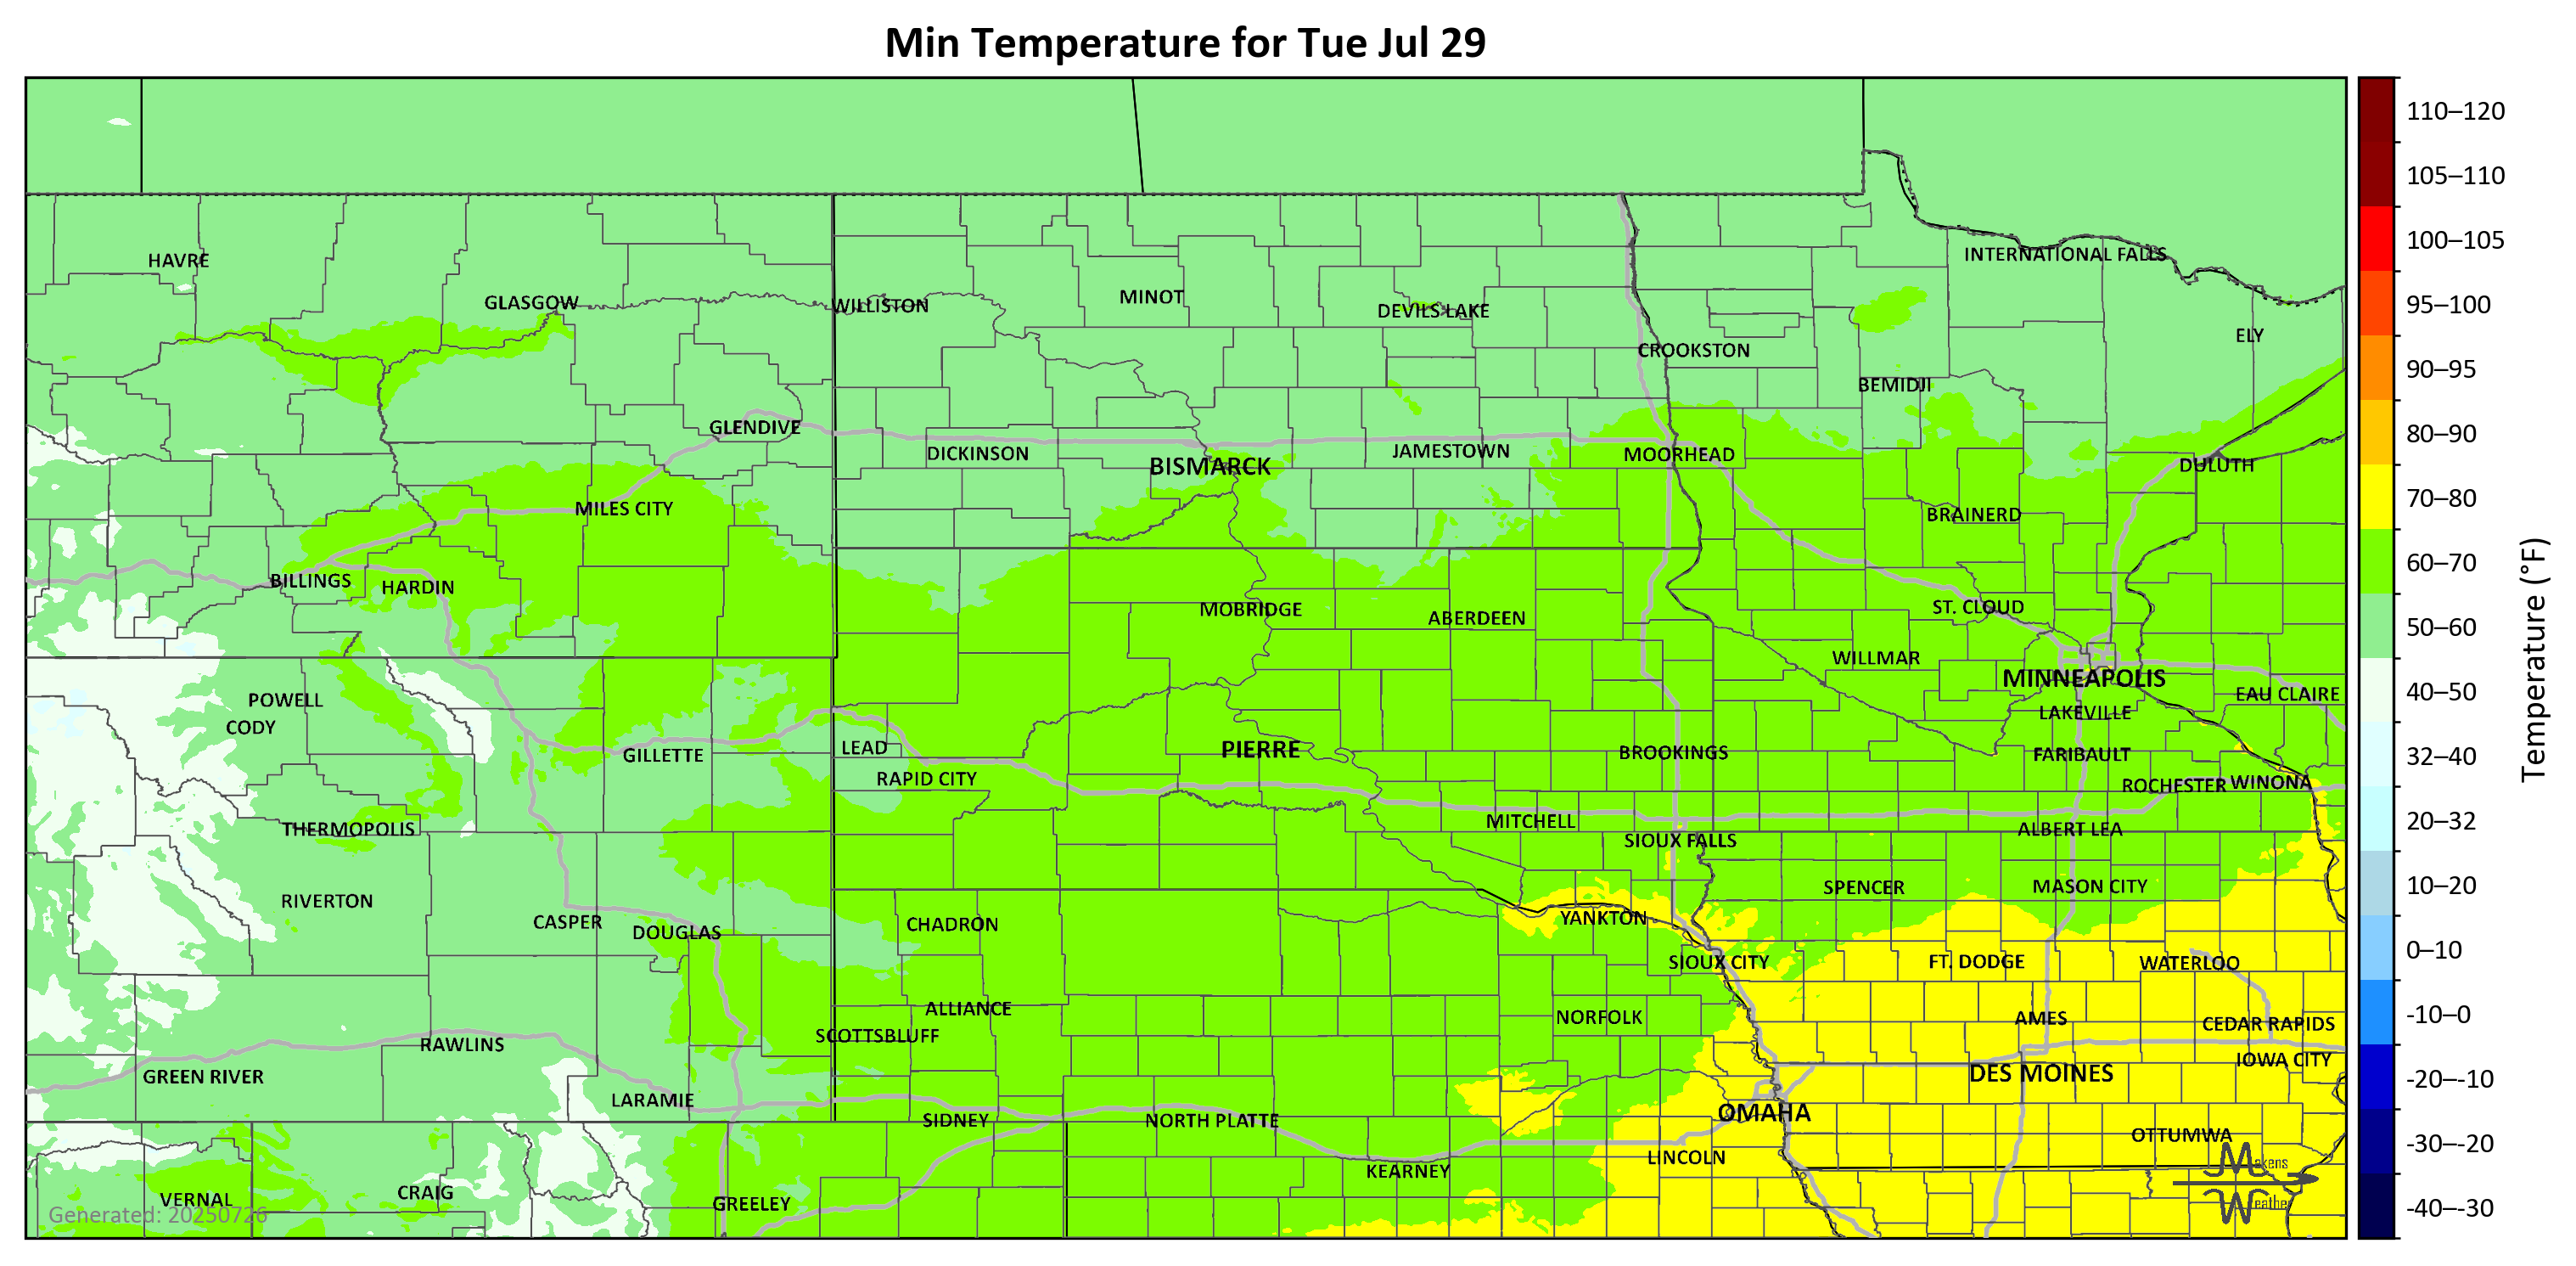 Min Temperature for Tue Jul 29
HAVRE
GLASGOW
WILLISTON
MINOT
DEVILS LAKE
INTERNATIONAL FALLS
CROOKSTON
ELY
BEMIDJI
GLENDIVE
DICKINSON
BISMARCK
JAMESTOWN
MOORHEAD
DULUTH
MILES CITY
BRAINERD
BILLINGS
HARDIN
MOBRIDGE
ABERDEEN
ST. CLOUD
WILLMAR
MINNEAPOLIS
EAU CLAIRE
POWELL
CODY
LAKEVILLE
GILLETTE
LEAD
PIERRE
BROOKINGS
FARIBAULT
RAPID CITY
ROCHESTER
WINONA
THERMOPOLIS
MITCHELL
SIOUX FALLS
ALBERT LEA
RIVERTON
SPENCER
MASON CITY
CASPER
DOUGLAS
CHADRON
YANKTON
SIOUX CITY
FT. DODGE
WATERLOO
ALLIANCE
NORFOLK
AMES
CEDAR RAPIDS
RAWLINS
SCOTTSBLUFF
IOWA CITY
GREEN RIVER
DES MOINES
LARAMIE
SIDNEY
NORTH PLATTE
OMAHA
OTTUMWA
LINCOLN
KEARNEY
VERNAL
CRAIG
GREELEY
Generated: 20250726
Makens
Weather
110–120
105–110
100–105
95–100
90–95
80–90
70–80
60–70
50–60
40–50
32–40
20–32
10–20
0–10
-10–0
-20–-10
-30–-20
-40–-30
Temperature (°F)